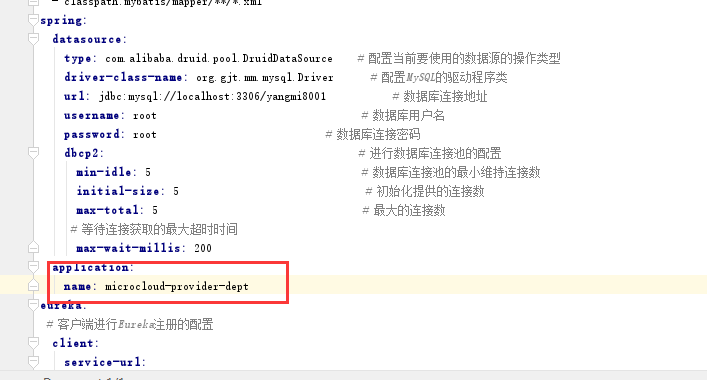 - classpath:mybatis/mapper/**/*.xml
spring:
datasource:
type: com.alibaba.druid.pool.DruidDataSource # 配置当前要使用的数据源的操作类型
driver-class-name: org.gjt.mm.mysql.Driver # 配置MySQL的驱动程序类
url: jdbc:mysql://localhost:3306/yangmi8001 # 数据库连接地址
username: root # 数据库用户名
password: root # 数据库连接密码
dbcp2: # 进行数据库连接池的配置
min-idle: 5 # 数据库连接池的最小维持连接数
initial-size: 5 # 初始化提供的连接数
max-total: 5 # 最大的连接数
# 等待连接获取的最大超时时间
max-wait-millis: 200
application:
name: microcloud-provider-dept
eureka:
# 客户端进行Eureka注册的配置
client:
service-url: